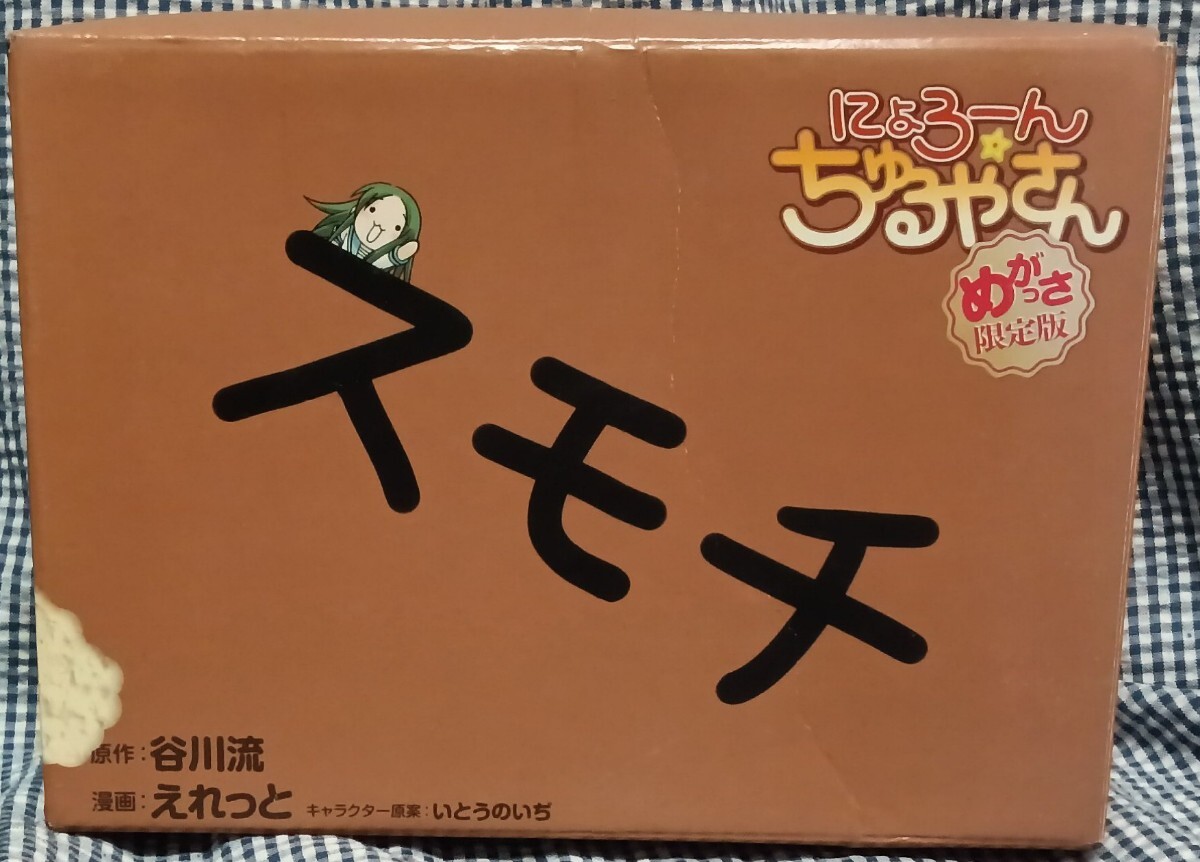 にょろーん
ちゅるやさん
めがっさ
限定版
スモチ
原作:谷川流
漫画:えれっと キャラクター原案:いとうのいぢ